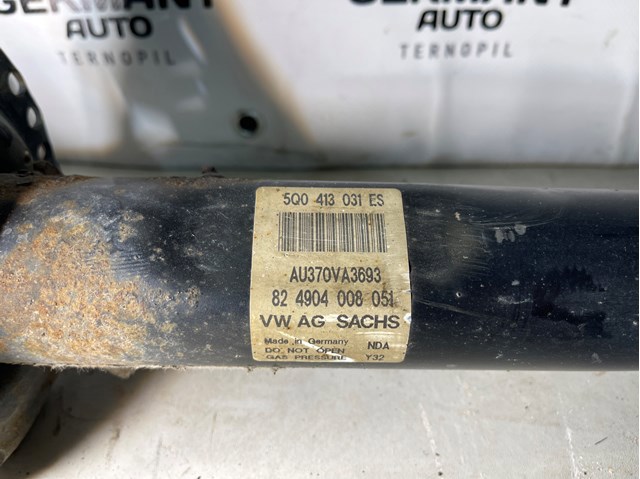 GERMANY
AUTO
TERNOPIL
GERMANY
AUTO
TERNOPIL
5Q0 413 031 ES
AU370VA3693
82 4904 008 051
VW AG SACHS
Made in Germany NDA
DO NOT OPEN
GAS PRESSURE Y32